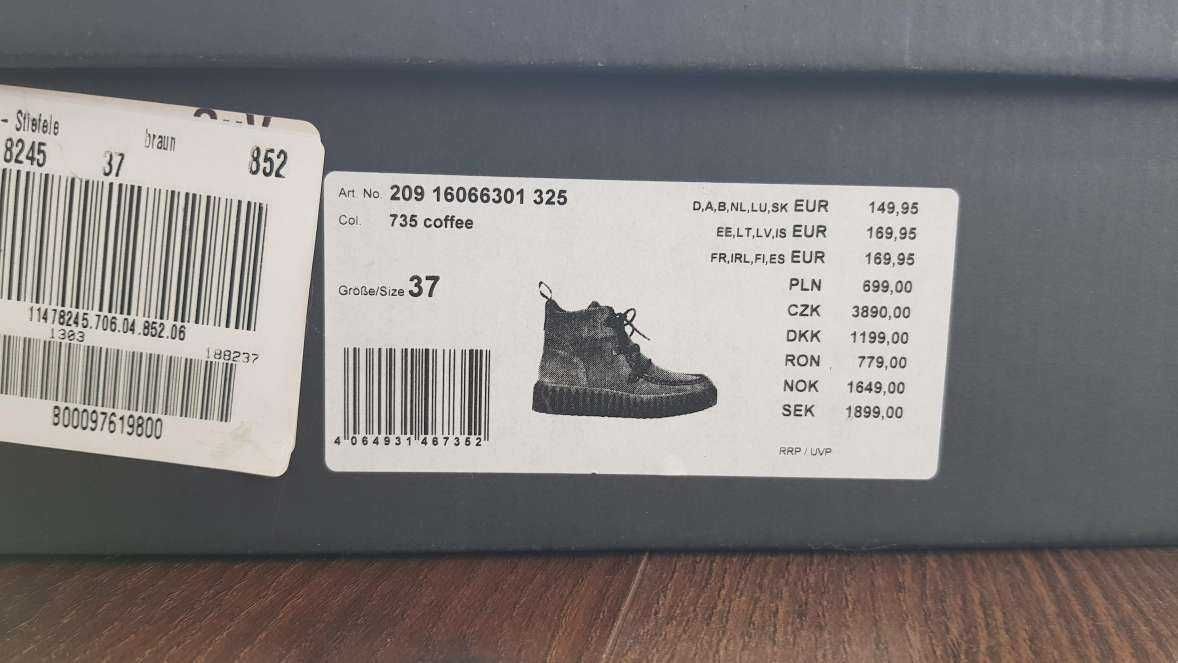 - Stiefele
braun
8245 37 852
11478245.706.04.852.06
1303
188237
B00097619800
Art. No. 209 16066301 325
Col. 735 coffee
Größe/Size 37
4 064931 467352
D,A,B,NL,LU,SK EUR 149,95
EE,LT,LV,IS EUR 169,95
FR,IRL,FI,ES EUR 169,95
PLN 699,00
CZK 3890,00
DKK 1199,00
RON 779,00
NOK 1649,00
SEK 1899,00
RRP / UVP